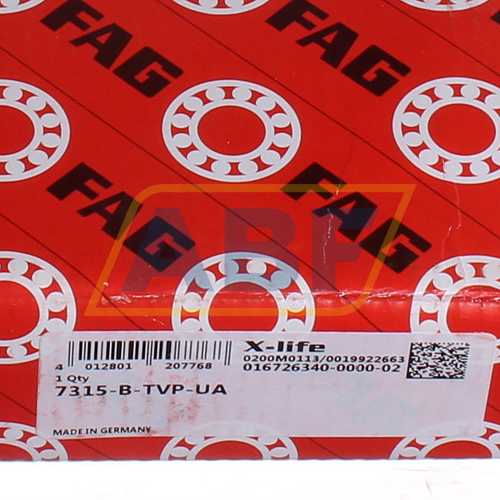 FAG
FAG
FAG
FAG
ABF
X-life
4 012801 207768
0200M0113/0019922663
016726340-0000-02
1 Qty
7315-B-TVP-UA
MADE IN GERMANY